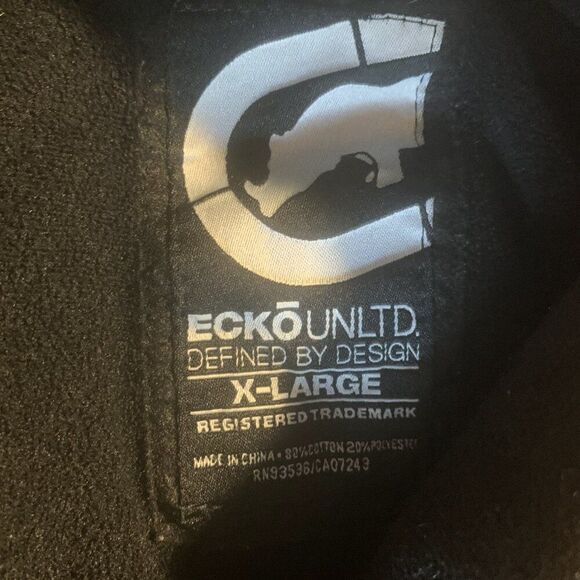 ECKŌ UNLTD.
DEFINED BY DESIGN
X-LARGE
REGISTERED TRADEMARK
MADE IN CHINA • 80% COTTON 20% POLYESTER
RN93536/CA07243